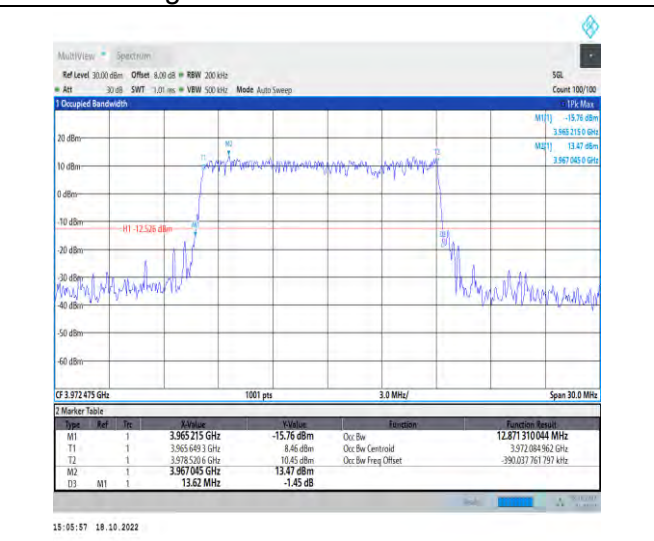 MultiView Spectrum
Ref Level 30.00 dBm Offset 8.09 dB RBW 200 kHz SGL
Att 30 dB SWT 1.01 ms VBW 500 kHz Mode Auto Sweep Count 100/100
1 Occupied Bandwidth 1Pk Max
M1[1] -15.76 dBm
3.965 215 0 GHz
M2[1] 13.47 dBm
3.967 045 0 GHz
20 dBm
M2
T1
T2
10 dBm
0 dBm
-10 dBm
H1 -12.526 dBm
M1
D3
-20 dBm
-30 dBm
-40 dBm
-50 dBm
-60 dBm
CF 3.972 475 GHz 1001 pts 3.0 MHz/ Span 30.0 MHz
2 Marker Table
Type Ref Trc X-Value Y-Value Function Function Result
M1 1 3.965 215 GHz -15.76 dBm Occ Bw 12.871 310 044 MHz
T1 1 3.965 649 3 GHz 8.46 dBm Occ Bw Centroid 3.972 084 962 GHz
T2 1 3.978 520 6 GHz 10.45 dBm Occ Bw Freq Offset -390.037 761 797 kHz
M2 1 3.967 045 GHz 13.47 dBm
D3 M1 1 13.62 MHz -1.45 dB
15:05:57 18.10.2022